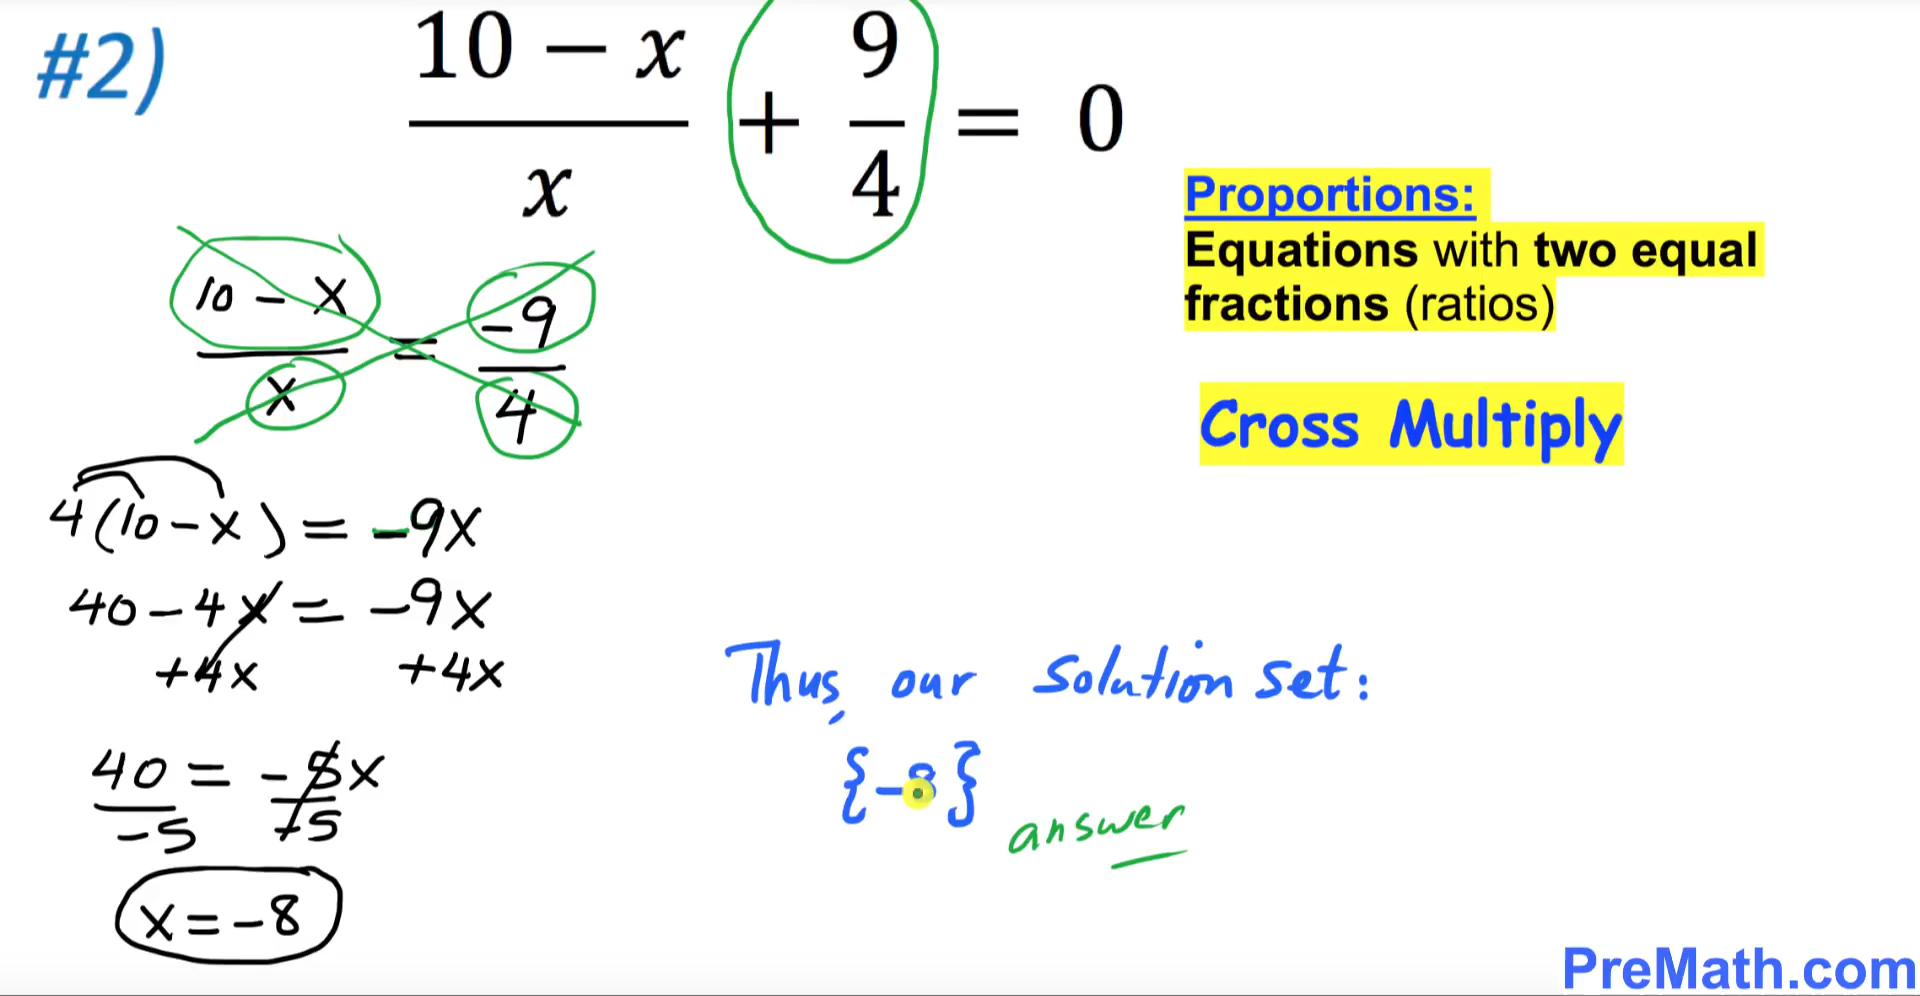 #2) (10 − x)/x + 9/4 = 0
Proportions:
Equations with two equal
fractions (ratios)
Cross Multiply
(10 − x)/x = −9/4
4(10 − x) = −9x
40 − 4x = −9x
+4x +4x
40/−5 = −5x/−5
x = −8
Thus, our solution set:
{−8}
answer
PreMath.com